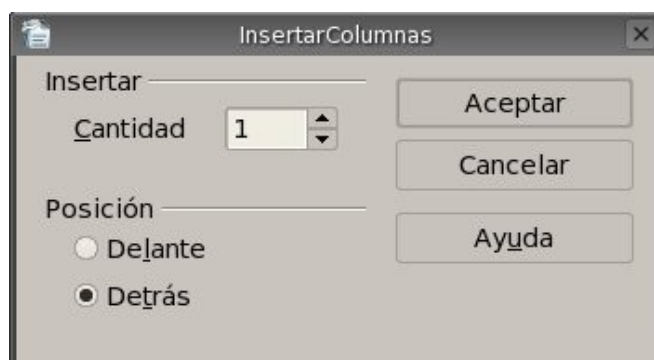 InsertarColumnas
Insertar
Cantidad 1
Posición
Delante
Detrás
Aceptar
Cancelar
Ayuda